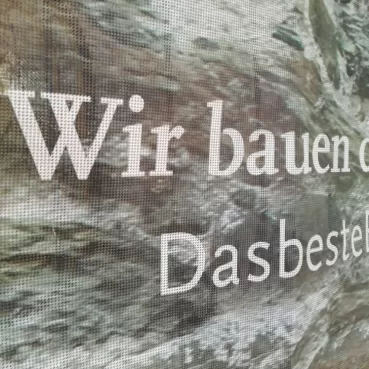 Wir bauen
Dasbeste